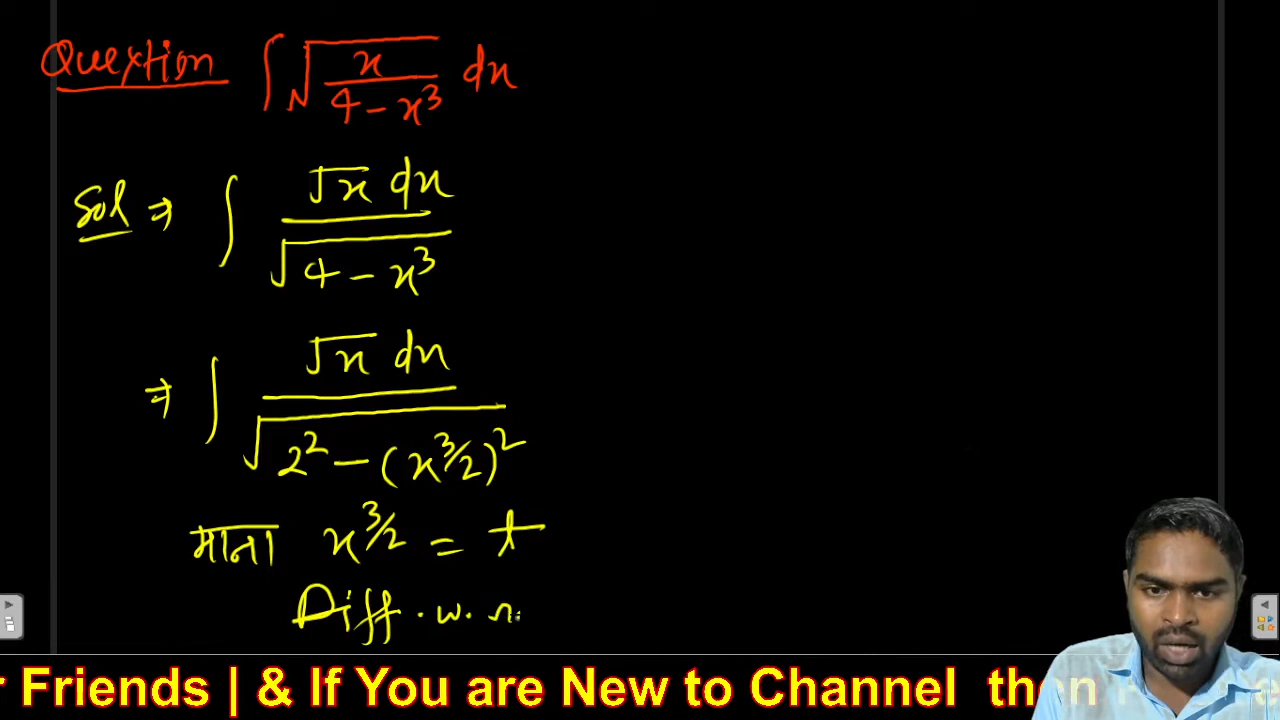 Question ∫ √(x/(4 - x³)) dx
Sol ⇒ ∫ √x dx / √(4 - x³)
⇒ ∫ √x dx / √(2² - (x^3/2)²)
माना x^3/2 = t
Diff. w. r.
r Friends | & If You are New to Channel then